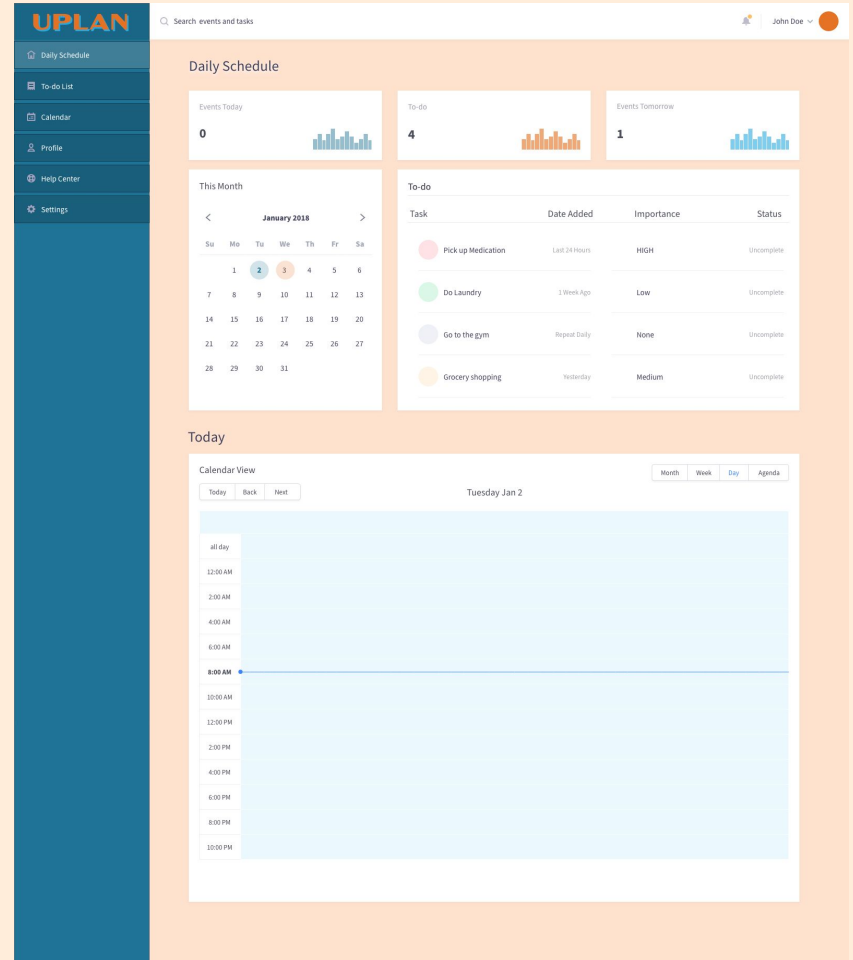 UPLAN
Search events and tasks
John Doe
Daily Schedule
To-do List
Calendar
Profile
Help Center
Settings
Daily Schedule
Events Today
0
To-do
4
Events Tomorrow
1
This Month
January 2018
Su Mo Tu We Th Fr Sa
1 2 3 4 5 6
7 8 9 10 11 12 13
14 15 16 17 18 19 20
21 22 23 24 25 26 27
28 29 30 31
To-do
Task Date Added Importance Status
Pick up Medication Last 24 Hours HIGH Uncomplete
Do Laundry 1 Week Ago Low Uncomplete
Go to the gym Repeat Daily None Uncomplete
Grocery shopping Yesterday Medium Uncomplete
Today
Calendar View
Month Week Day Agenda
Today Back Next
Tuesday Jan 2
all day
12:00 AM
2:00 AM
4:00 AM
6:00 AM
8:00 AM
10:00 AM
12:00 PM
2:00 PM
4:00 PM
6:00 PM
8:00 PM
10:00 PM